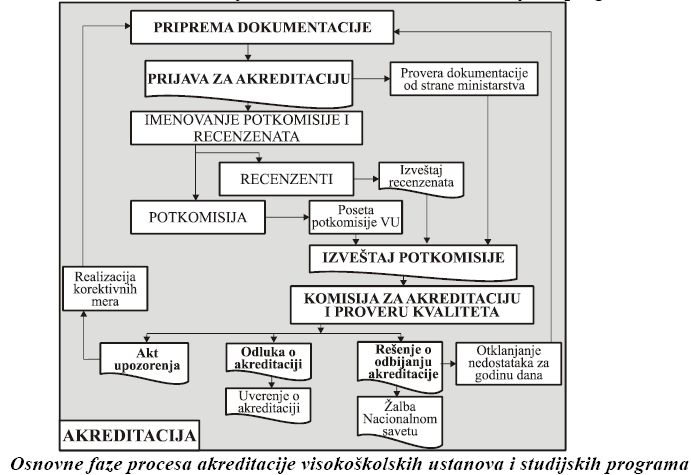 PRIPREMA DOKUMENTACIJE
PRIJAVA ZA AKREDITACIJU
Provera dokumentacije
od strane ministarstva
IMENOVANJE POTKOMISIJE I
RECENZENATA
RECENZENTI
Izveštaj
recenzenata
POTKOMISIJA
Poseta
potkomisije VU
IZVEŠTAJ POTKOMISIJE
Realizacija
korektivnih
mera
KOMISIJA ZA AKREDITACIJU
I PROVERU KVALITETA
Akt
upozorenja
Odluka o
akreditaciji
Rešenje o
odbijanju
akreditacije
Otklanjanje
nedostataka za
godinu dana
Uverenje o
akreditaciji
Žalba
Nacionalnom
savetu
AKREDITACIJA
Osnovne faze procesa akreditacije visokoškolskih ustanova i studijskih programa